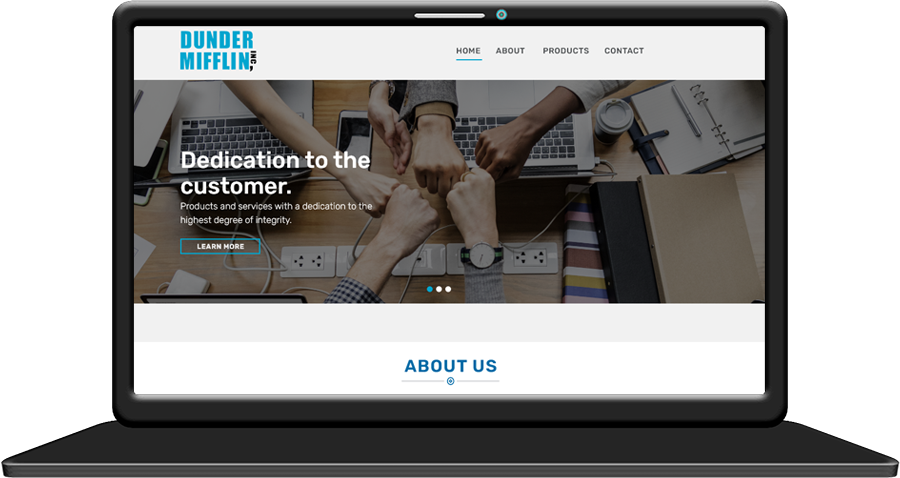 DUNDER
MIFFLIN, INC
HOME ABOUT PRODUCTS CONTACT
Dedication to the
customer.
Products and services with a dedication to the
highest degree of integrity.
LEARN MORE
ABOUT US